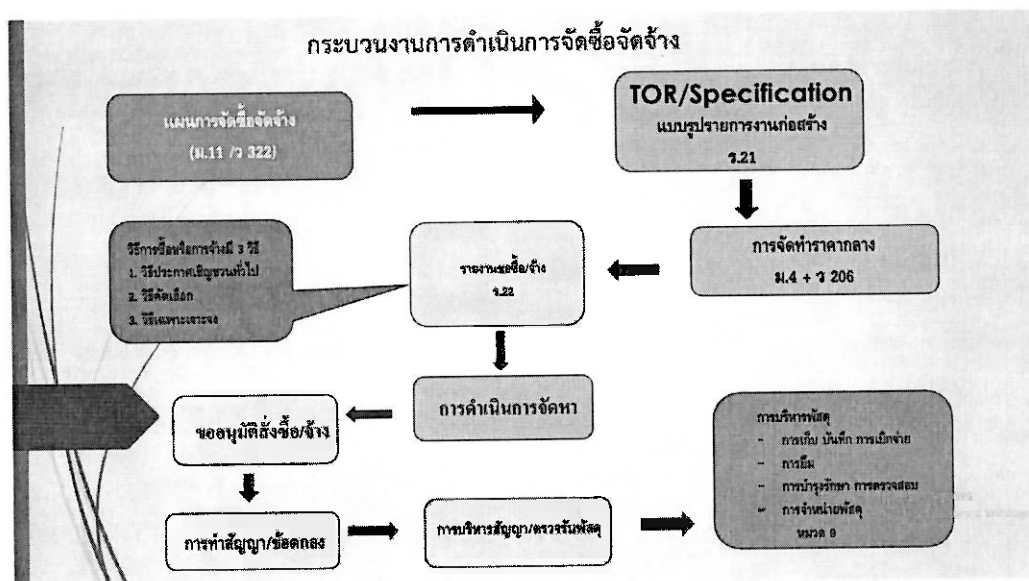 กระบวนงานการดำเนินการจัดซื้อจัดจ้าง
แผนการจัดซื้อจัดจ้าง
(ม.11 /ว 322)
TOR/Specification
แบบรูปรายการงานก่อสร้าง
ร.21
การจัดทำราคากลาง
ม.4 + ว 206
รายงานขอซื้อ/จ้าง
ร.22
วิธีการซื้อหรือการจ้างมี 3 วิธี
1. วิธีประกาศเชิญชวนทั่วไป
2. วิธีคัดเลือก
3. วิธีเฉพาะเจาะจง
การดำเนินการจัดหา
ขออนุมัติสั่งซื้อ/จ้าง
การทำสัญญา/ข้อตกลง
การบริหารสัญญา/ตรวจรับพัสดุ
การบริหารพัสดุ
- การเก็บ บันทึก การเบิกจ่าย
- การยืม
- การบำรุงรักษา การตรวจสอบ
- การจำหน่ายพัสดุ
หมวด 9